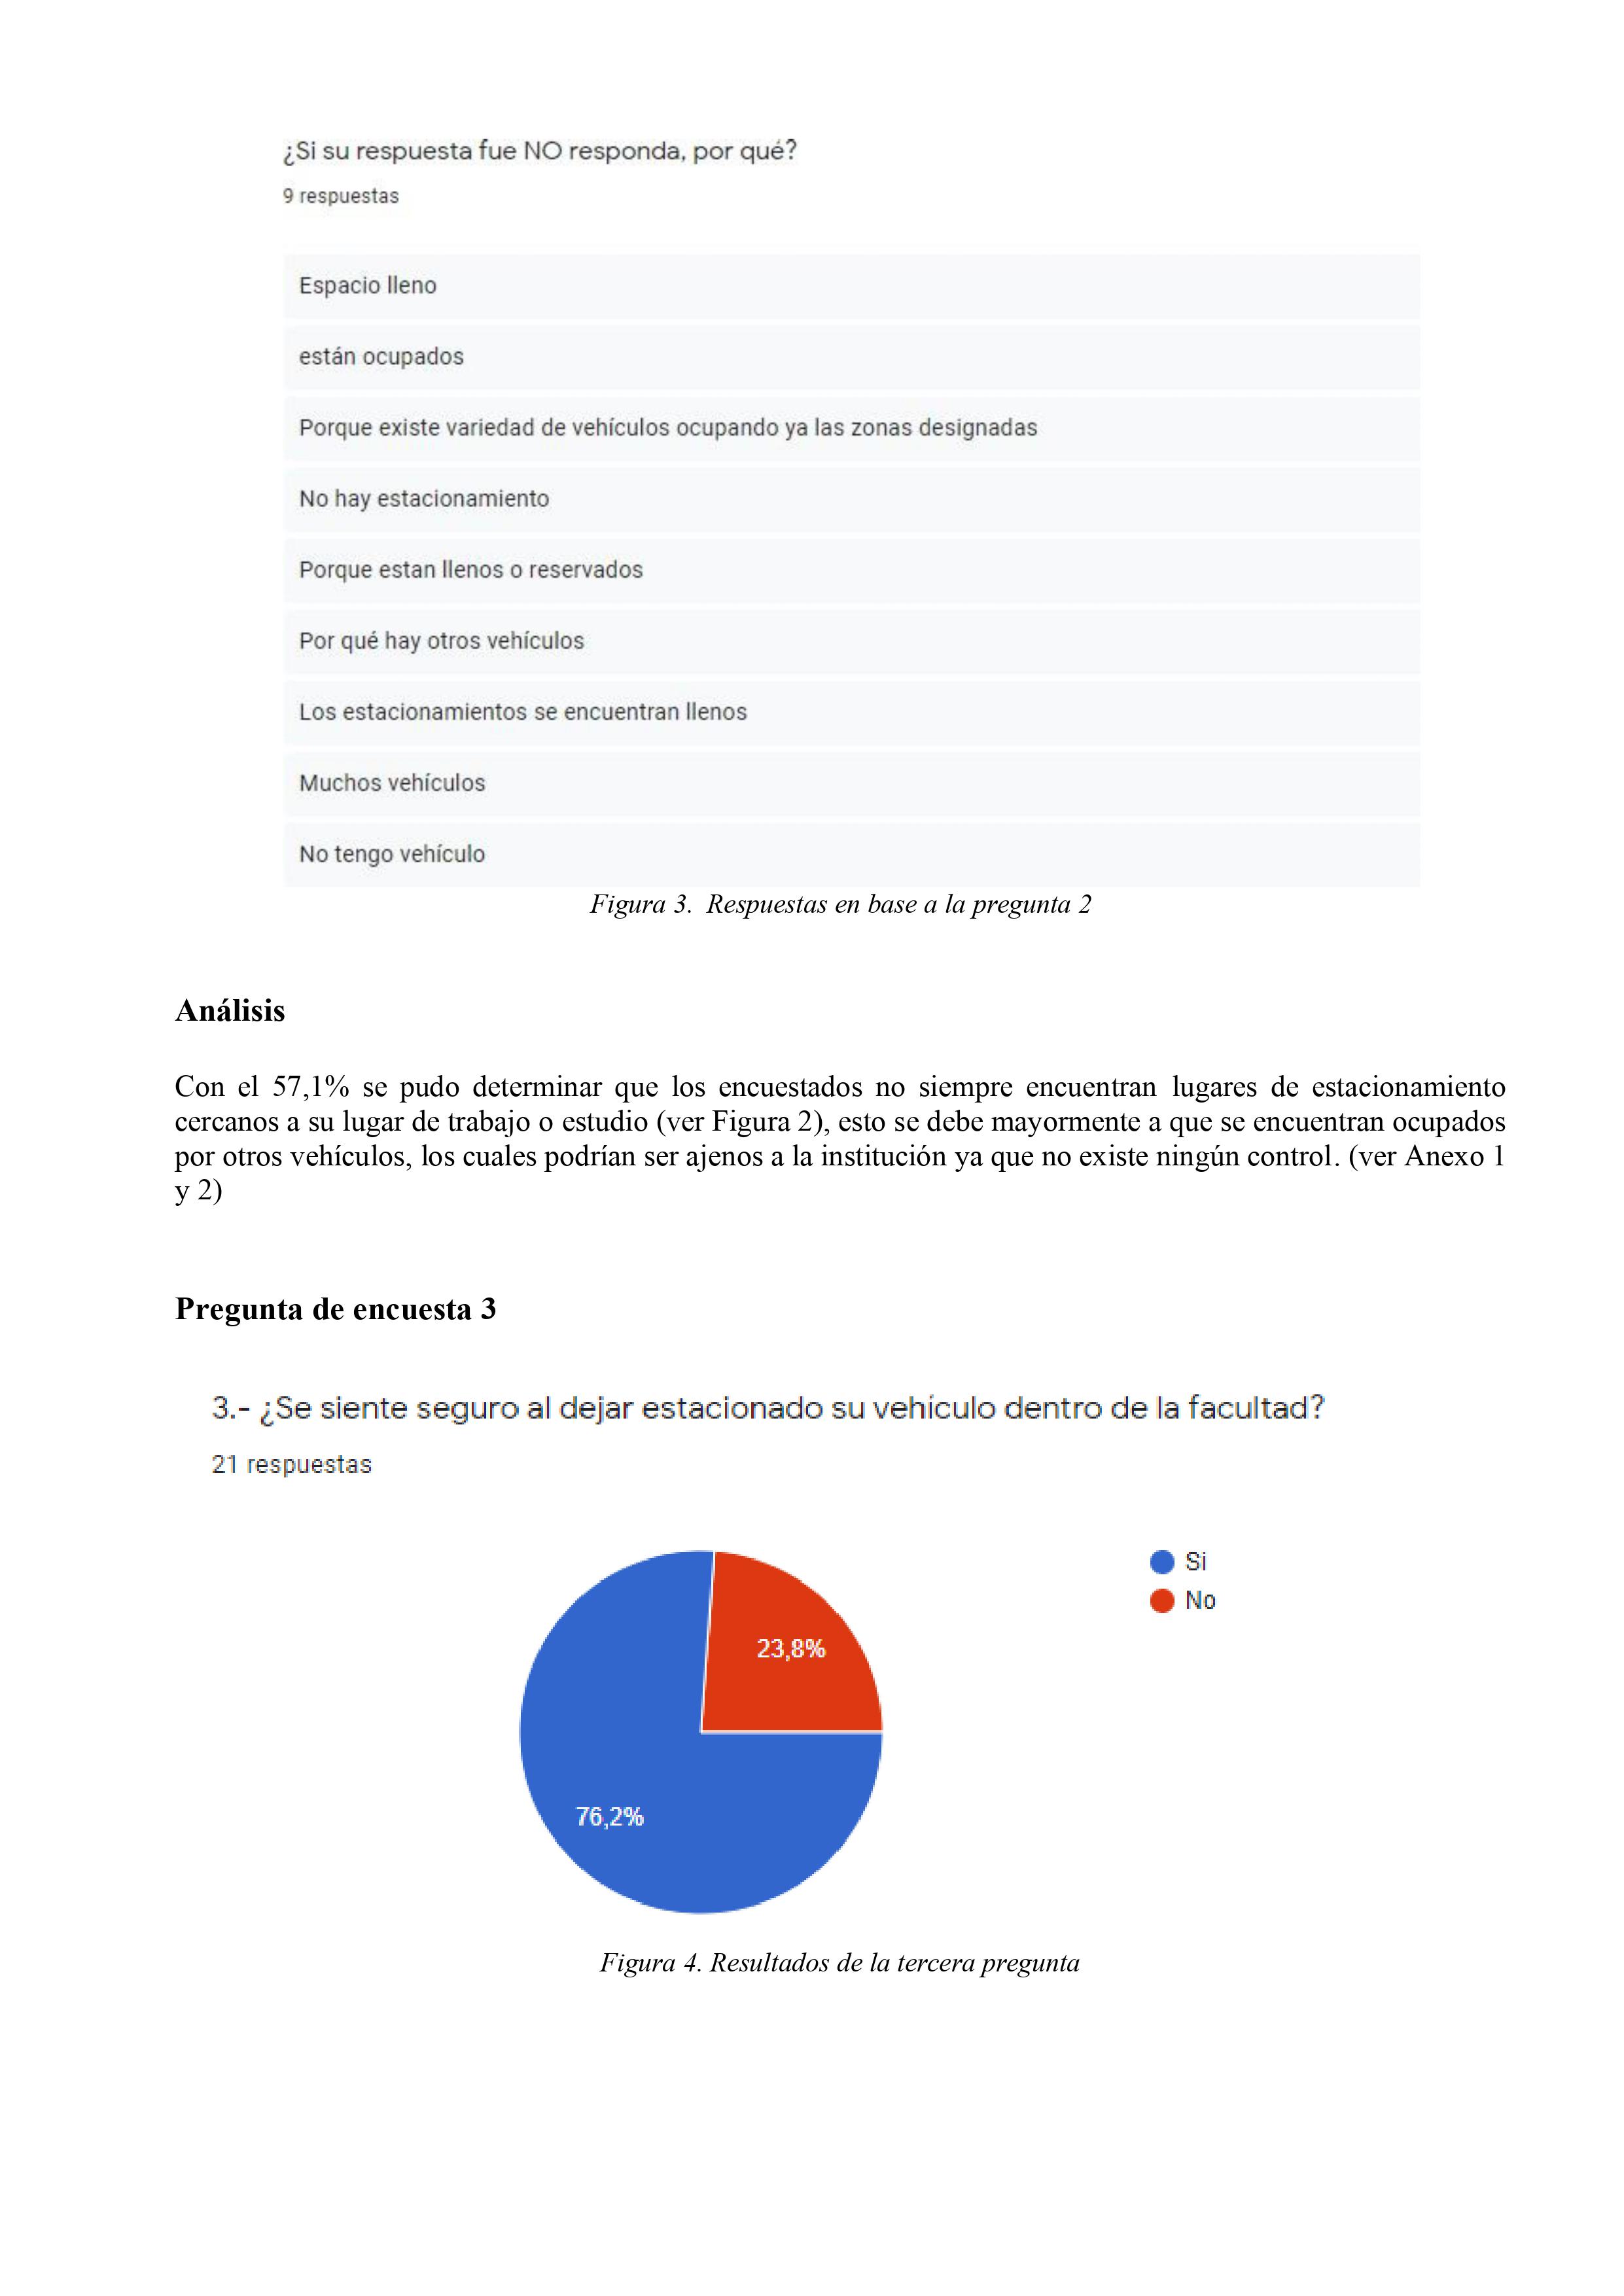 ¿Si su respuesta fue NO responda, por qué?
9 respuestas
Espacio lleno
están ocupados
Porque existe variedad de vehículos ocupando ya las zonas designadas
No hay estacionamiento
Porque estan llenos o reservados
Por qué hay otros vehículos
Los estacionamientos se encuentran llenos
Muchos vehículos
No tengo vehículo
Figura 3.  Respuestas en base a la pregunta 2
Análisis
Con el 57,1% se pudo determinar que los encuestados no siempre encuentran lugares de estacionamiento
cercanos a su lugar de trabajo o estudio (ver Figura 2), esto se debe mayormente a que se encuentran ocupados
por otros vehículos, los cuales podrían ser ajenos a la institución ya que no existe ningún control. (ver Anexo 1
y 2)
Pregunta de encuesta 3
3.- ¿Se siente seguro al dejar estacionado su vehículo dentro de la facultad?
21 respuestas
Si
No
23,8%
76,2%
Figura 4. Resultados de la tercera pregunta